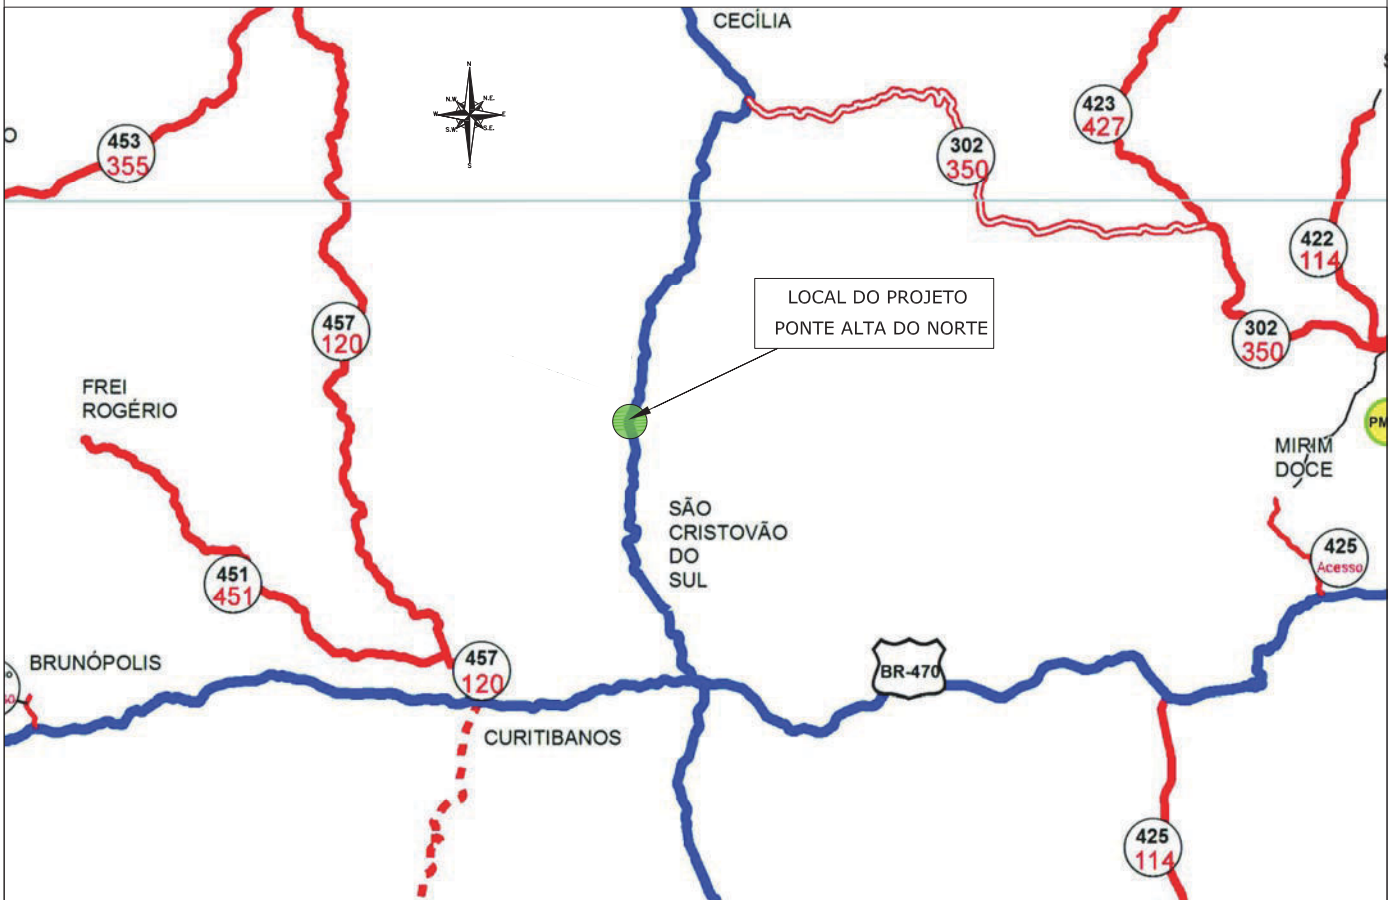 CECÍLIA
N
N.W.
N.E.
W
E
S.W.
S.E.
S
O
453
355
423
427
302
350
422
114
LOCAL DO PROJETO
PONTE ALTA DO NORTE
457
120
302
350
FREI
ROGÉRIO
PM
MIRIM
DOCE
SÃO
CRISTOVÃO
DO
SUL
425
Acesso
451
451
BRUNÓPOLIS
457
120
BR-470
CURITIBANOS
425
114